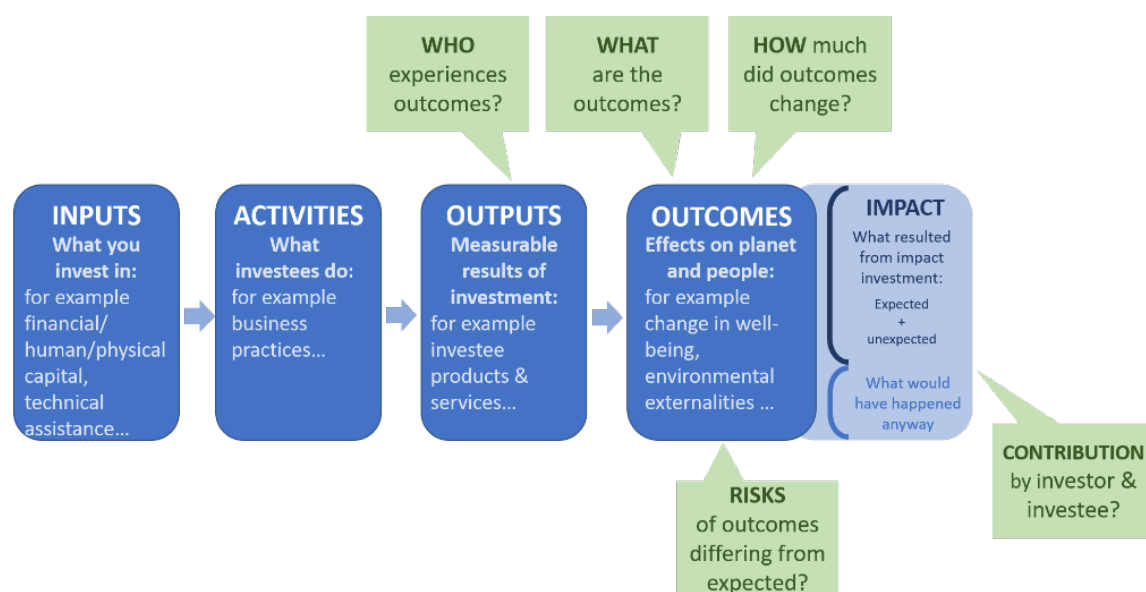 WHO
experiences
outcomes?
WHAT
are the
outcomes?
HOW much
did outcomes
change?
INPUTS
What you
invest in:
for example
financial/
human/physical
capital,
technical
assistance...
ACTIVITIES
What
investees do:
for example
business
practices...
OUTPUTS
Measurable
results of
investment:
for example
investee
products &
services...
OUTCOMES
Effects on planet
and people:
for example
change in well-
being,
environmental
externalities ...
IMPACT
What resulted
from impact
investment:
Expected
+
unexpected
What would
have happened
anyway
CONTRIBUTION
by investor &
investee?
RISKS
of outcomes
differing from
expected?